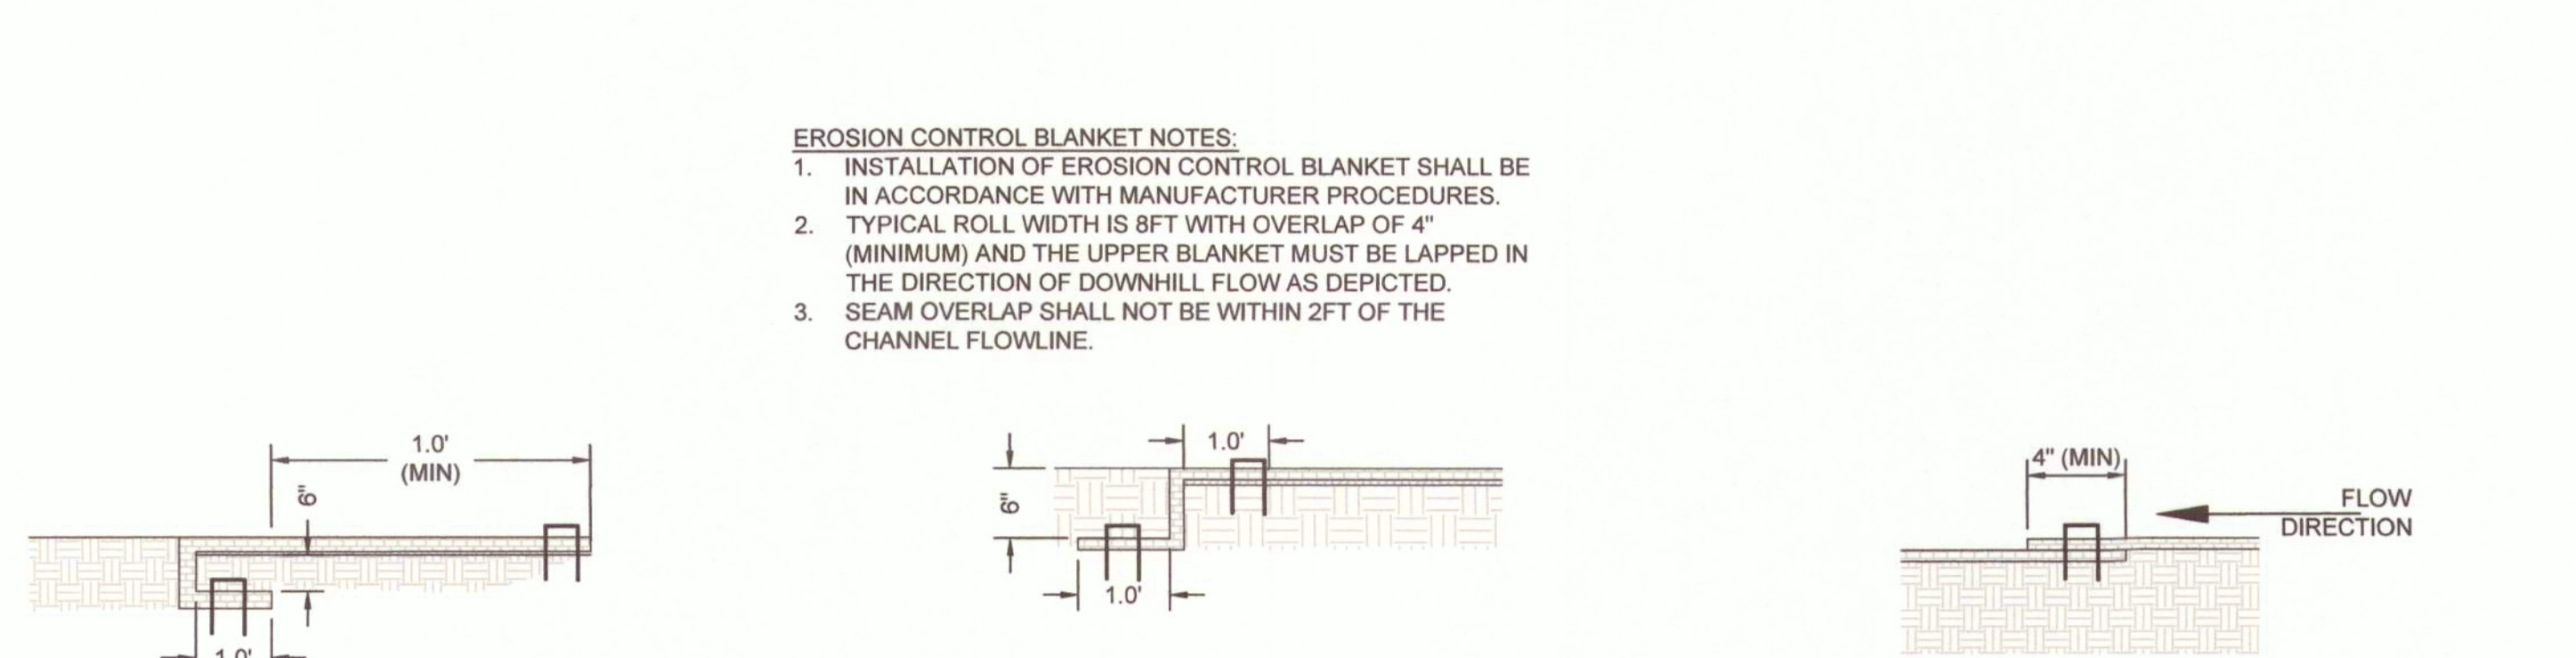 EROSION CONTROL BLANKET NOTES:
1. INSTALLATION OF EROSION CONTROL BLANKET SHALL BE
IN ACCORDANCE WITH MANUFACTURER PROCEDURES.
2. TYPICAL ROLL WIDTH IS 8FT WITH OVERLAP OF 4"
(MINIMUM) AND THE UPPER BLANKET MUST BE LAPPED IN
THE DIRECTION OF DOWNHILL FLOW AS DEPICTED.
3. SEAM OVERLAP SHALL NOT BE WITHIN 2FT OF THE
CHANNEL FLOWLINE.
1.0'
(MIN)
6"
1.0'
1.0'
6"
1.0'
4" (MIN)
FLOW
DIRECTION